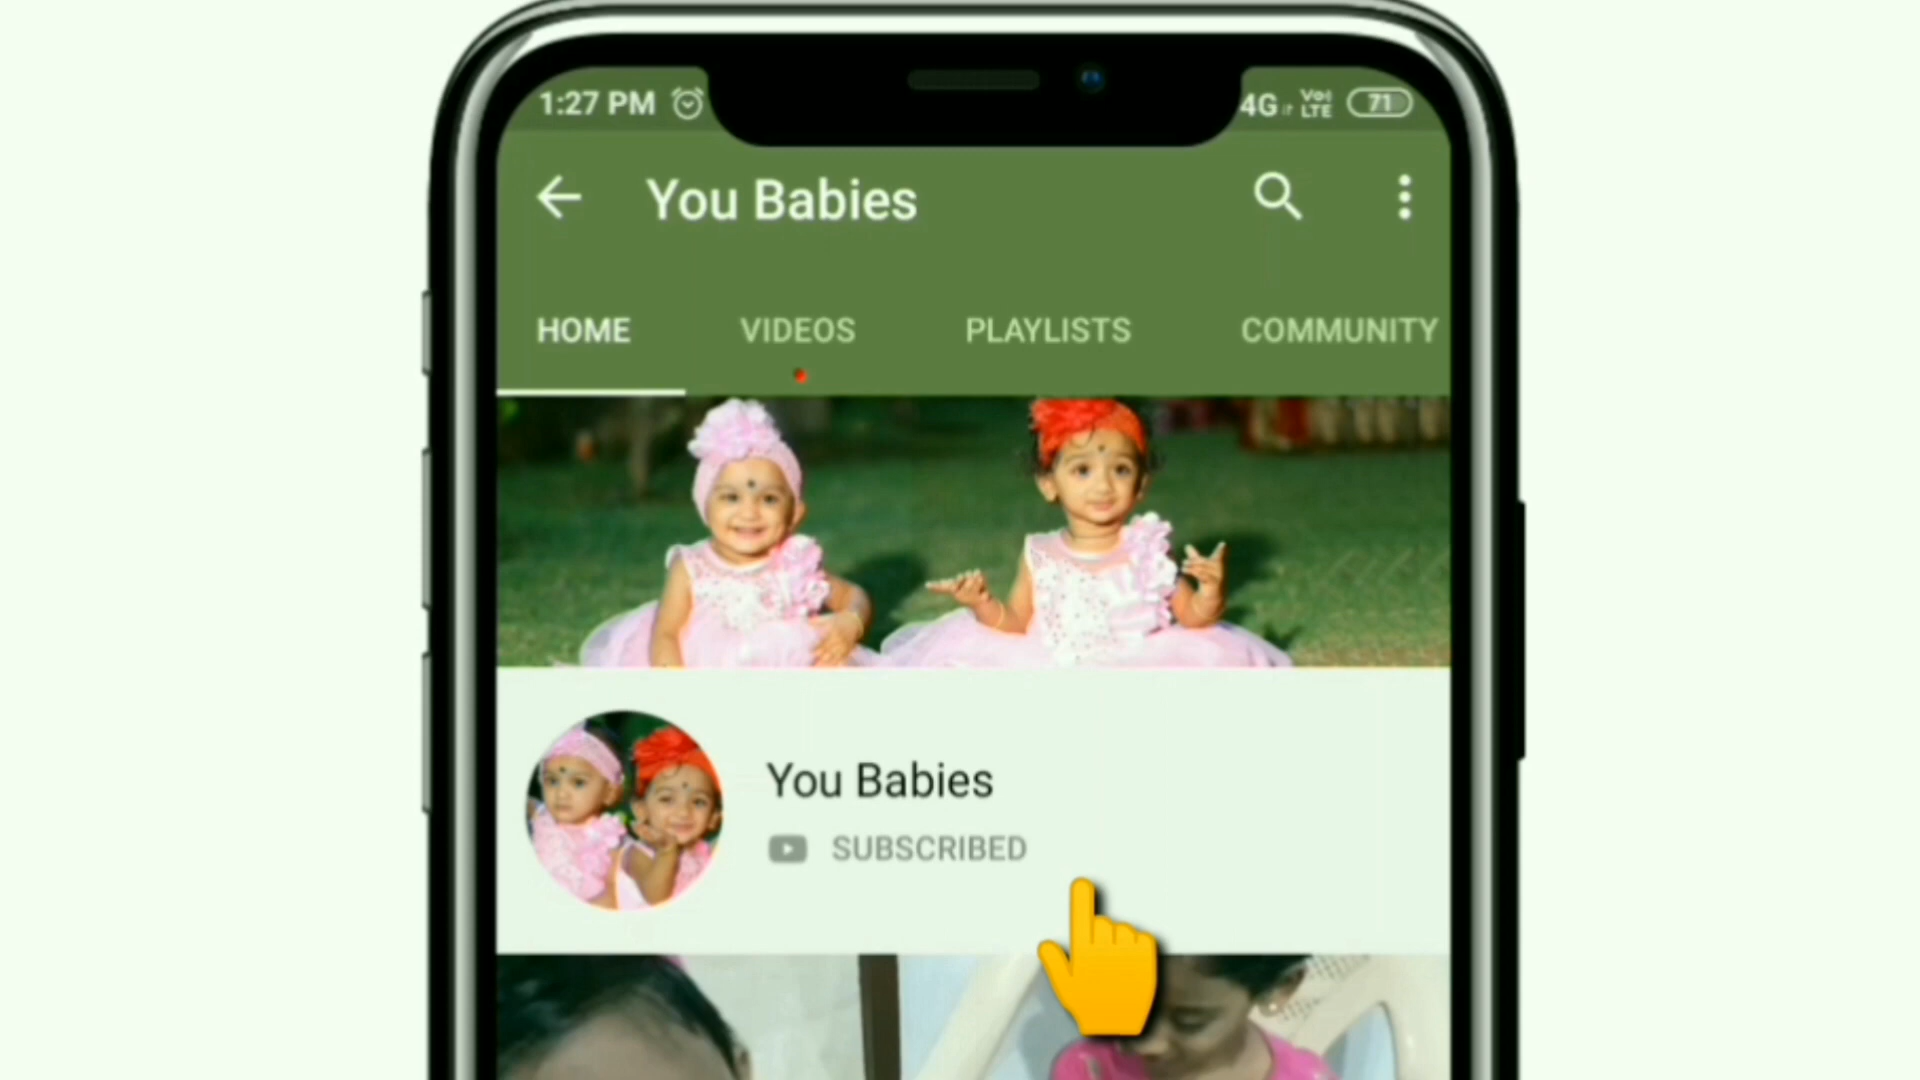 1:27 PM 4G Vo) LTE 71
You Babies
HOME VIDEOS PLAYLISTS COMMUNITY
You Babies
SUBSCRIBED